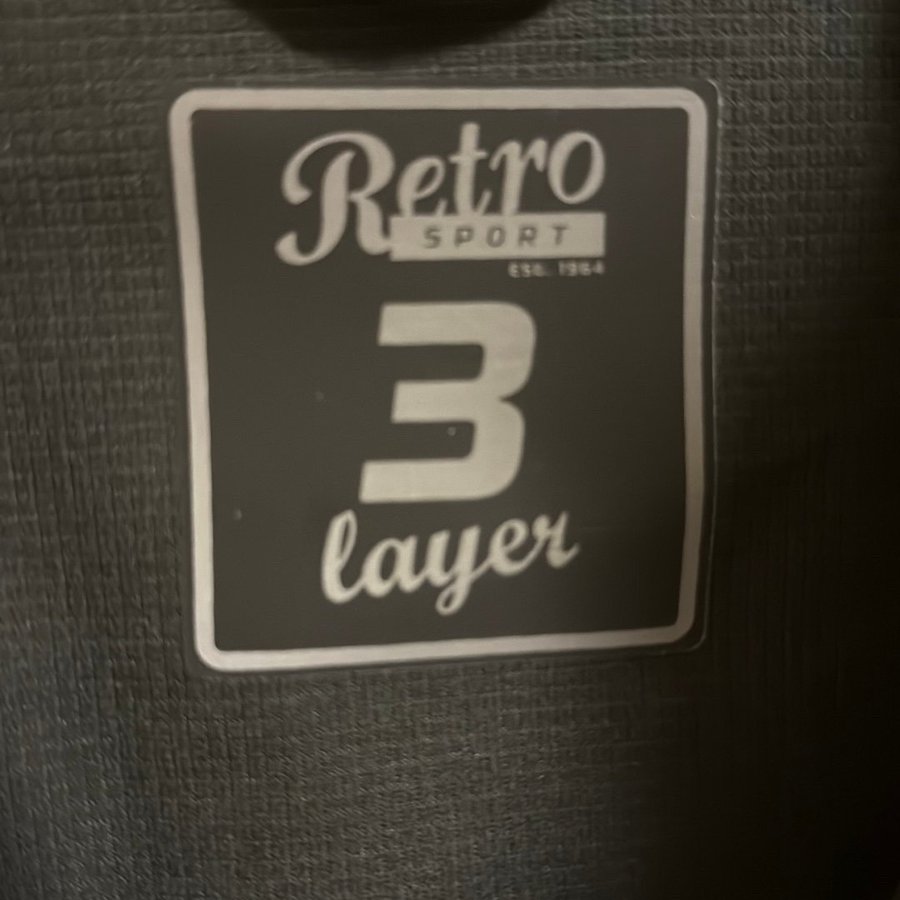 Retro
SPORT
EST. 1964
3
layer